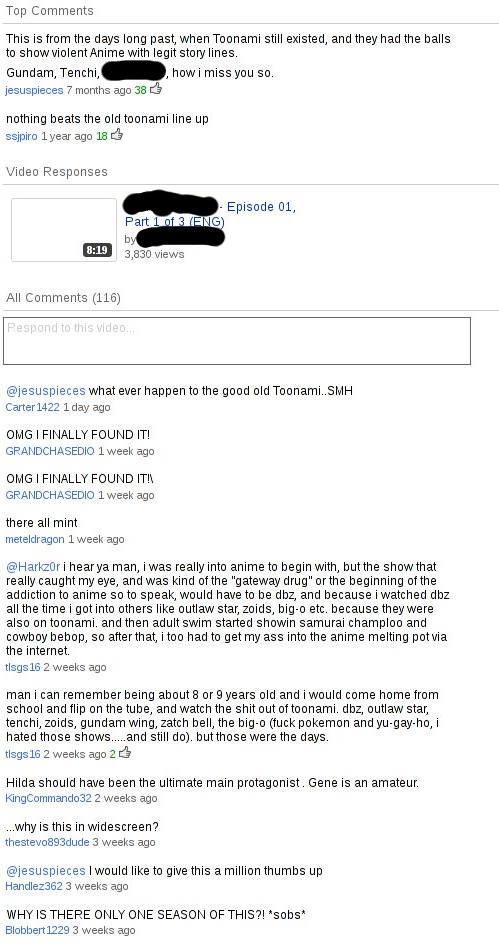 Top Comments
This is from the days long past, when Toonami still existed, and they had the balls
to show violent Anime with legit story lines.
Gundam, Tenchi, , how i miss you so.
jesuspieces 7 months ago 38
nothing beats the old toonami line up
ssjpiro 1 year ago 18
Video Responses
- Episode 01,
Part 1 of 3 (ENG)
by
8:19
3,830 views
All Comments (116)
Respond to this video...
@jesuspieces what ever happen to the good old Toonami..SMH
Carter1422 1 day ago
OMG I FINALLY FOUND IT!
GRANDCHASEDIO 1 week ago
OMG I FINALLY FOUND IT!\
GRANDCHASEDIO 1 week ago
there all mint
meteldragon 1 week ago
@Harkz0r i hear ya man, i was really into anime to begin with, but the show that
really caught my eye, and was kind of the "gateway drug" or the beginning of the
addiction to anime so to speak, would have to be dbz, and because i watched dbz
all the time i got into others like outlaw star, zoids, big-o etc. because they were
also on toonami. and then adult swim started showin samurai champloo and
cowboy bebop, so after that, i too had to get my ass into the anime melting pot via
the internet.
tlsgs16 2 weeks ago
man i can remember being about 8 or 9 years old and i would come home from
school and flip on the tube, and watch the shit out of toonami. dbz, outlaw star,
tenchi, zoids, gundam wing, zatch bell, the big-o (fuck pokemon and yu-gay-ho, i
hated those shows.....and still do). but those were the days.
tlsgs16 2 weeks ago 2
Hilda should have been the ultimate main protagonist . Gene is an amateur.
KingCommando32 2 weeks ago
...why is this in widescreen?
thestevo893dude 3 weeks ago
@jesuspieces I would like to give this a million thumbs up
Handlez362 3 weeks ago
WHY IS THERE ONLY ONE SEASON OF THIS?! *sobs*
Blobbert1229 3 weeks ago